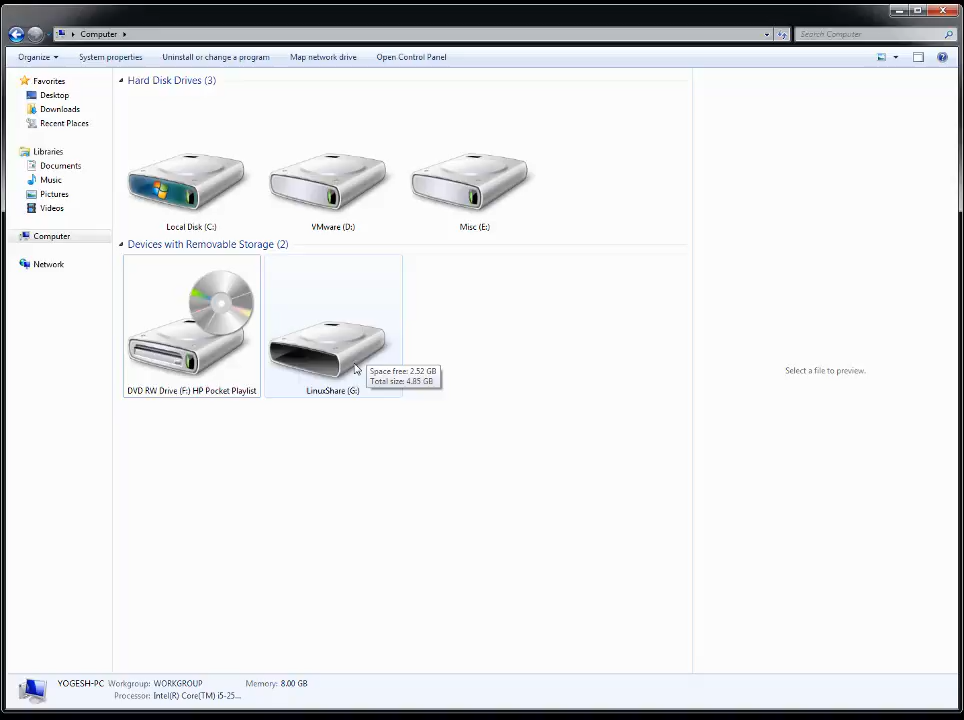 Computer
Search Computer
Organize
System properties
Uninstall or change a program
Map network drive
Open Control Panel
Favorites
Desktop
Downloads
Recent Places
Libraries
Documents
Music
Pictures
Videos
Computer
Network
Hard Disk Drives (3)
Local Disk (C:)
VMware (D:)
Misc (E:)
Devices with Removable Storage (2)
DVD RW Drive (F:) HP Pocket Playlist
LinuxShare (G:)
Space free: 2.52 GB
Total size: 4.85 GB
Select a file to preview.
YOGESH-PC Workgroup: WORKGROUP Memory: 8.00 GB
Processor: Intel(R) Core(TM) i5-25...